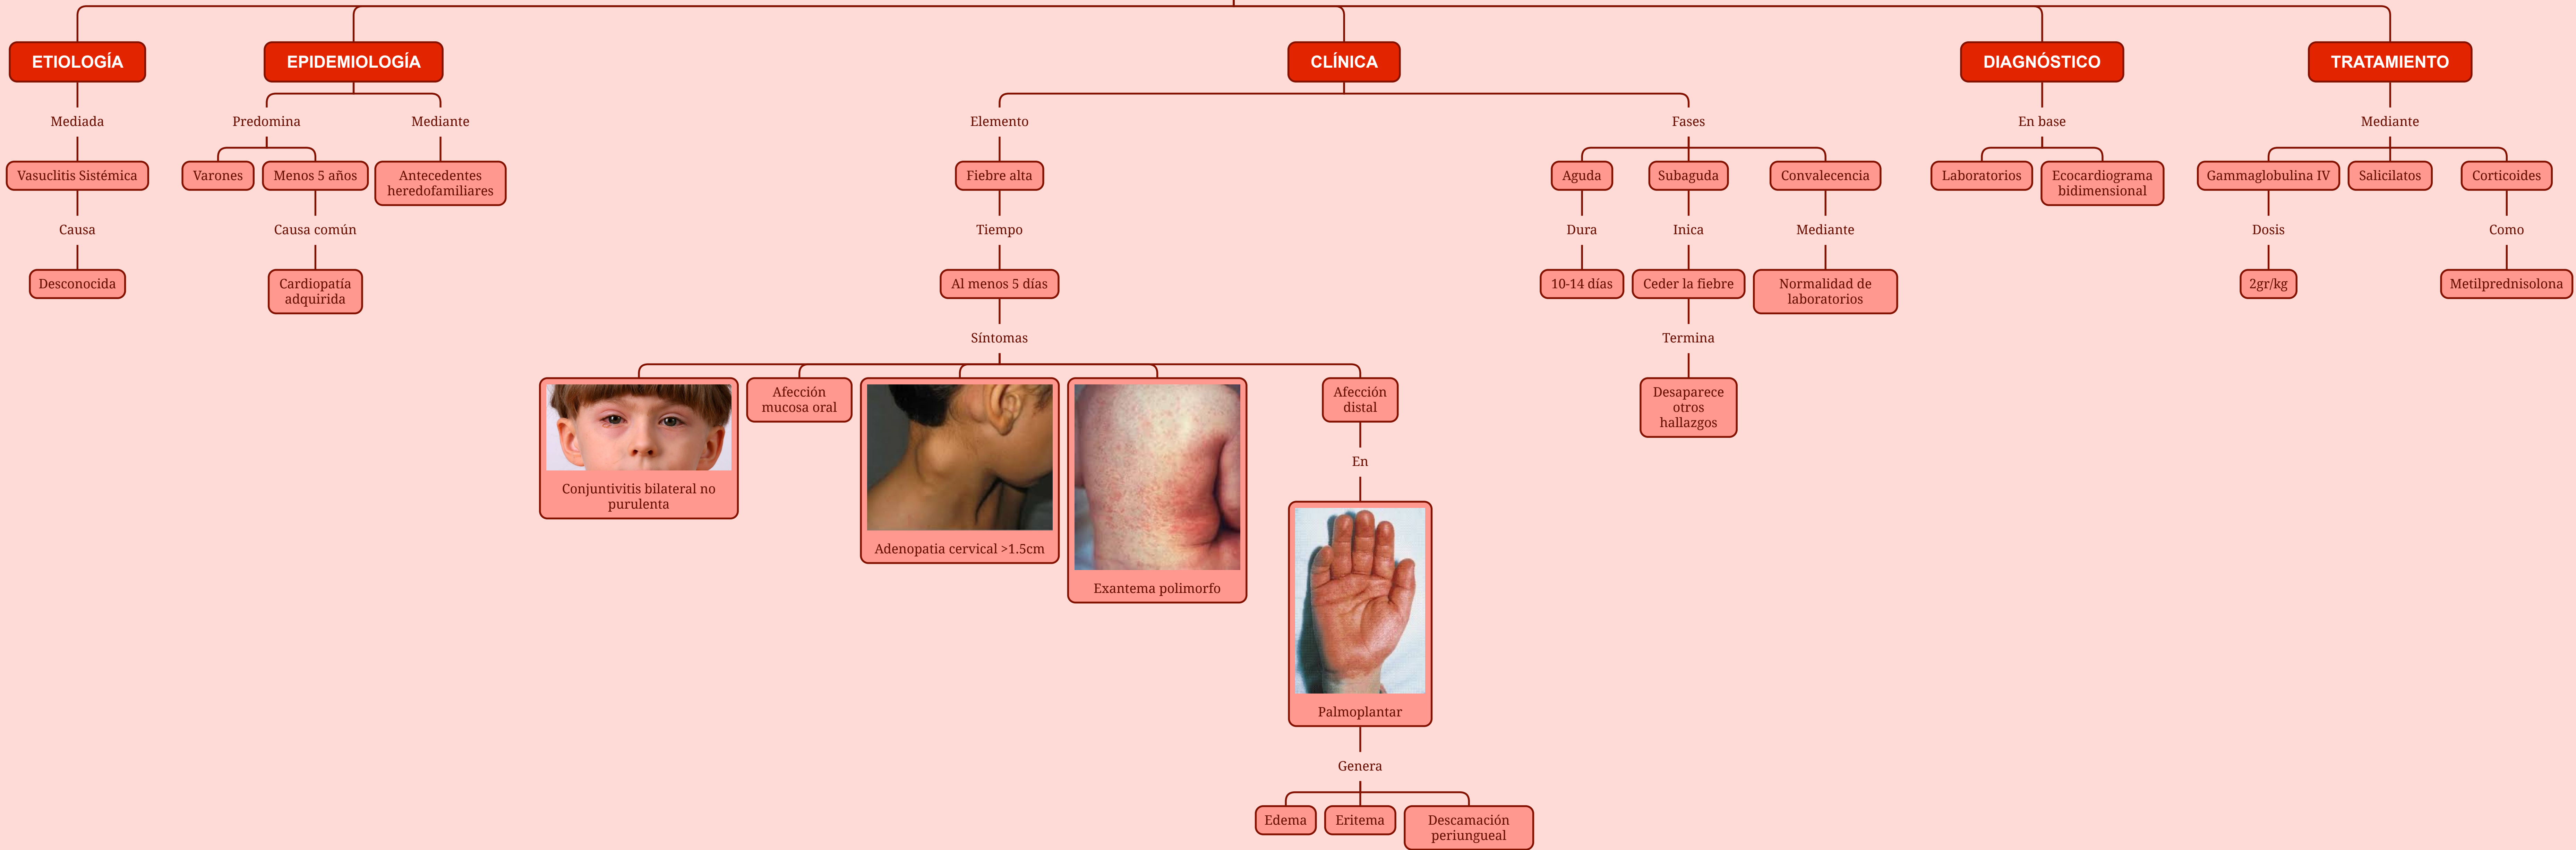 ETIOLOGÍA
Mediada
Vasuclitis Sistémica
Causa
Desconocida
EPIDEMIOLOGÍA
Predomina
Varones
Menos 5 años
Causa común
Cardiopatía
adquirida
Mediante
Antecedentes
heredofamiliares
CLÍNICA
Elemento
Fiebre alta
Tiempo
Al menos 5 días
Síntomas
Conjuntivitis bilateral no
purulenta
Afección
mucosa oral
Adenopatia cervical >1.5cm
Exantema polimorfo
Afección
distal
En
Palmoplantar
Genera
Edema
Eritema
Descamación
periungueal
Fases
Aguda
Dura
10-14 días
Subaguda
Inica
Ceder la fiebre
Termina
Desaparece
otros
hallazgos
Convalecencia
Mediante
Normalidad de
laboratorios
DIAGNÓSTICO
En base
Laboratorios
Ecocardiograma
bidimensional
TRATAMIENTO
Mediante
Gammaglobulina IV
Dosis
2gr/kg
Salicilatos
Corticoides
Como
Metilprednisolona